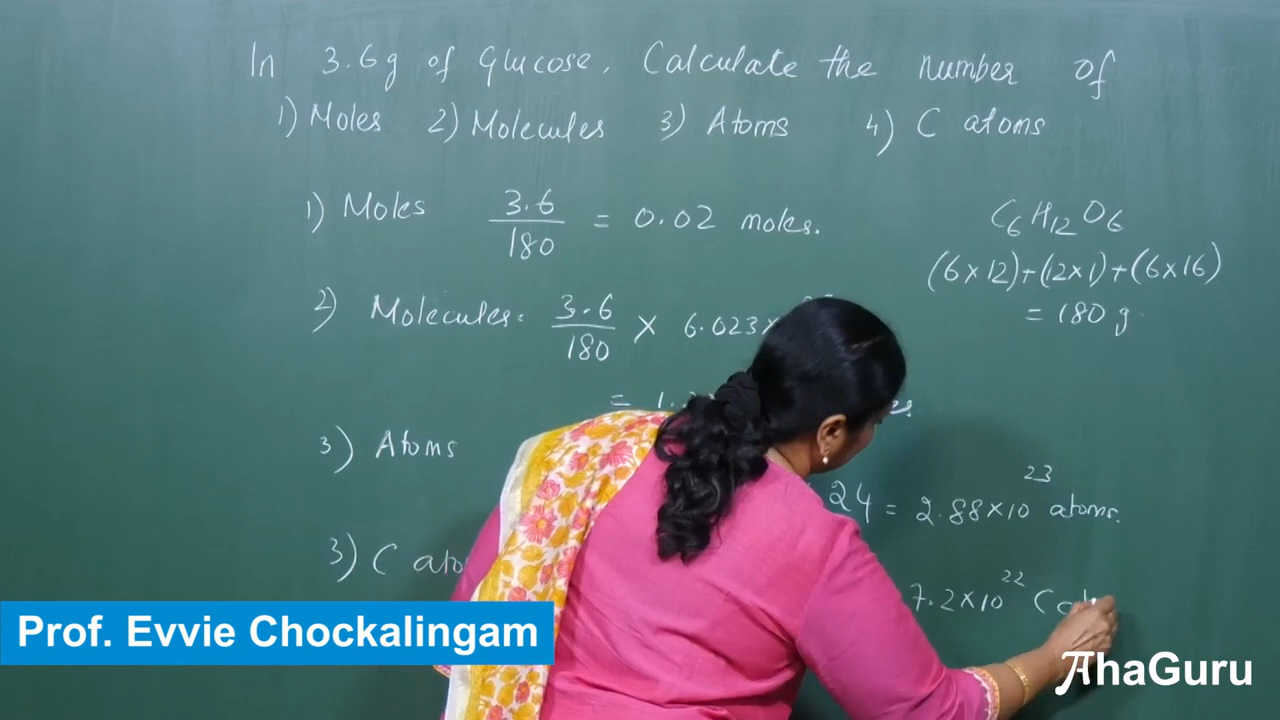 In 3.6g of Glucose, Calculate the number of
1) Moles 2) Molecules 3) Atoms 4) C atoms
1) Moles 3.6/180 = 0.02 moles.
C6H12O6
(6×12)+(12×1)+(6×16)
= 180 g.
2) Molecules: 3.6/180 × 6.023×
= 1.
3) Atoms
24 = 2.88×10^23 atoms.
3) C ato
7.2×10^22 C
Prof. Evvie Chockalingam
AhaGuru